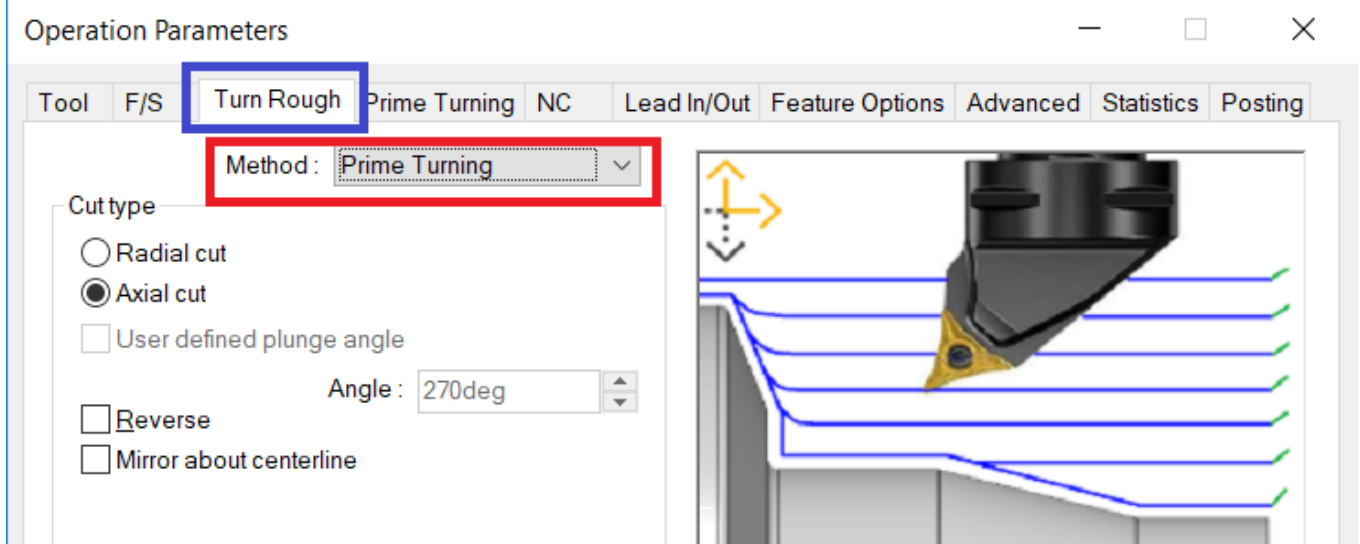 Operation Parameters
Tool F/S Turn Rough Prime Turning NC Lead In/Out Feature Options Advanced Statistics Posting
Method : Prime Turning
Cut type
Radial cut
Axial cut
User defined plunge angle
Angle : 270deg
Reverse
Mirror about centerline